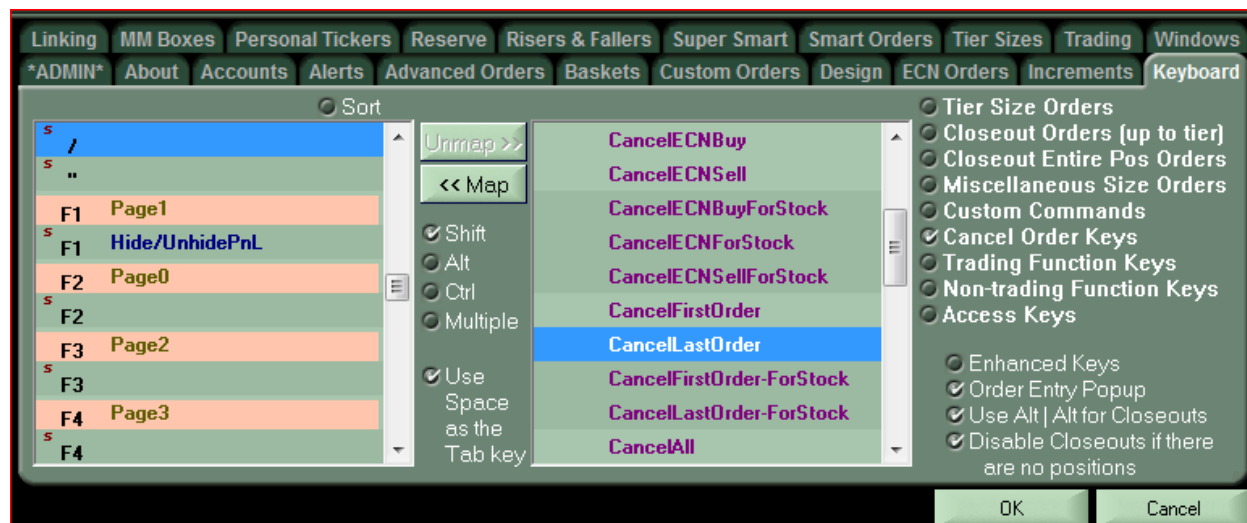 Linking MM Boxes Personal Tickers Reserve Risers & Fallers Super Smart Smart Orders Tier Sizes Trading Windows
*ADMIN* About Accounts Alerts Advanced Orders Baskets Custom Orders Design ECN Orders Increments Keyboard
Sort
s /
s "
F1 Page1
s F1 Hide/UnhidePnL
F2 Page0
s F2
F3 Page2
s F3
F4 Page3
s F4
Unmap >>
<< Map
Shift
Alt
Ctrl
Multiple
Use
Space
as the
Tab key
CancelECNBuy
CancelECNSell
CancelECNBuyForStock
CancelECNForStock
CancelECNSellForStock
CancelFirstOrder
CancelLastOrder
CancelFirstOrder-ForStock
CancelLastOrder-ForStock
CancelAll
Tier Size Orders
Closeout Orders (up to tier)
Closeout Entire Pos Orders
Miscellaneous Size Orders
Custom Commands
Cancel Order Keys
Trading Function Keys
Non-trading Function Keys
Access Keys
Enhanced Keys
Order Entry Popup
Use Alt | Alt for Closeouts
Disable Closeouts if there
are no positions
OK Cancel